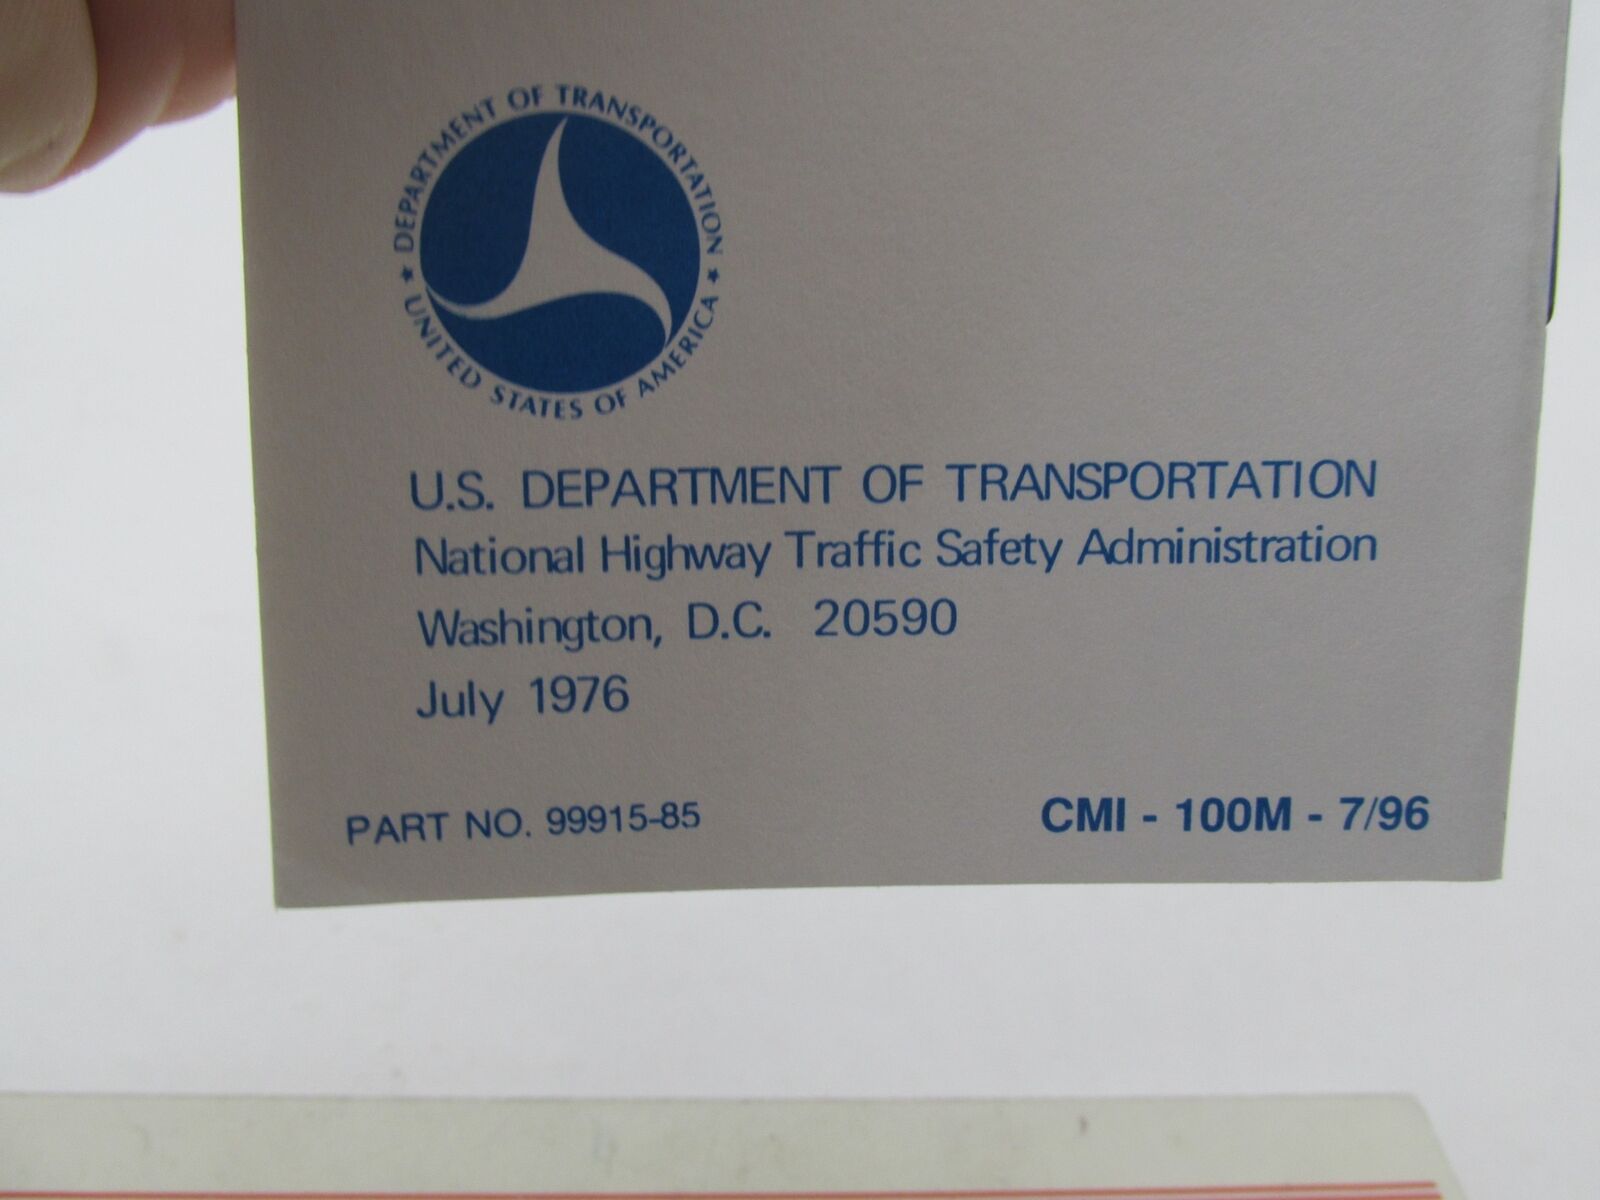 ★ DEPARTMENT OF TRANSPORTATION ★
UNITED STATES OF AMERICA
U.S. DEPARTMENT OF TRANSPORTATION
National Highway Traffic Safety Administration
Washington, D.C. 20590
July 1976
PART NO. 99915-85
CMI - 100M - 7/96